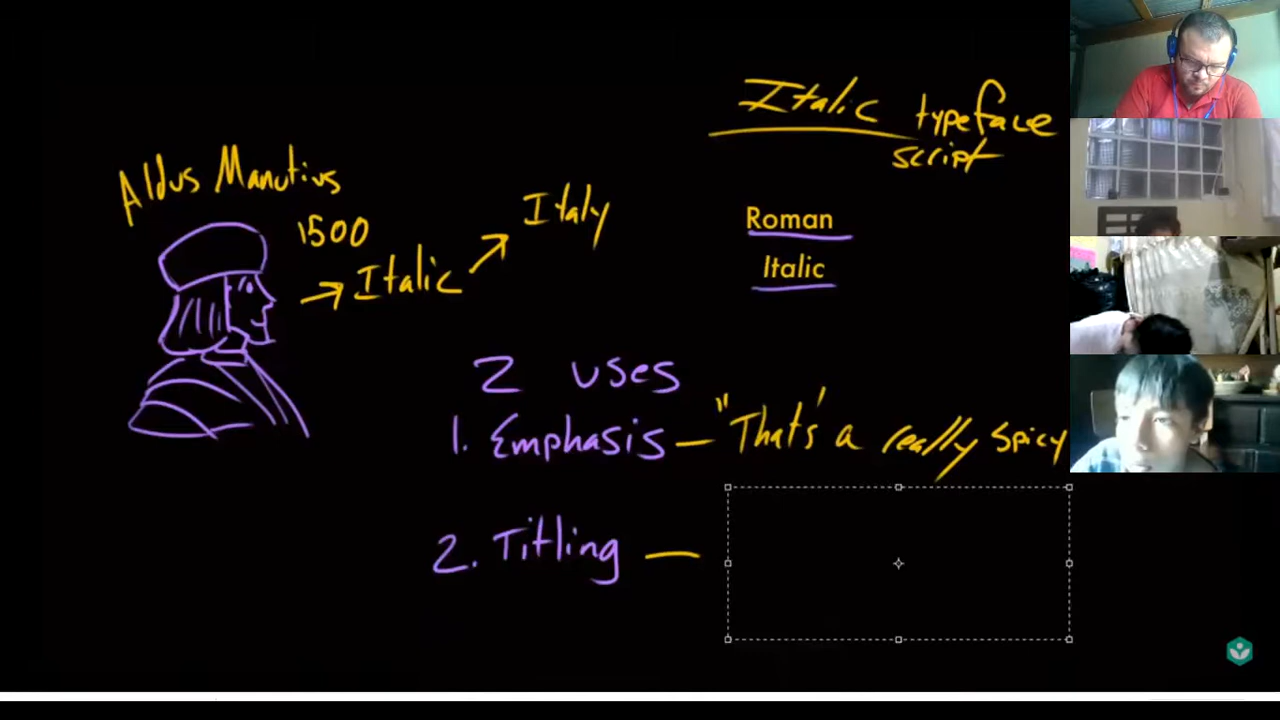 Italic typeface
script
Aldus Manutius
1500
→ Italic → Italy
Roman
Italic
2 uses
1. Emphasis — "That's a really spicy
2. Titling —